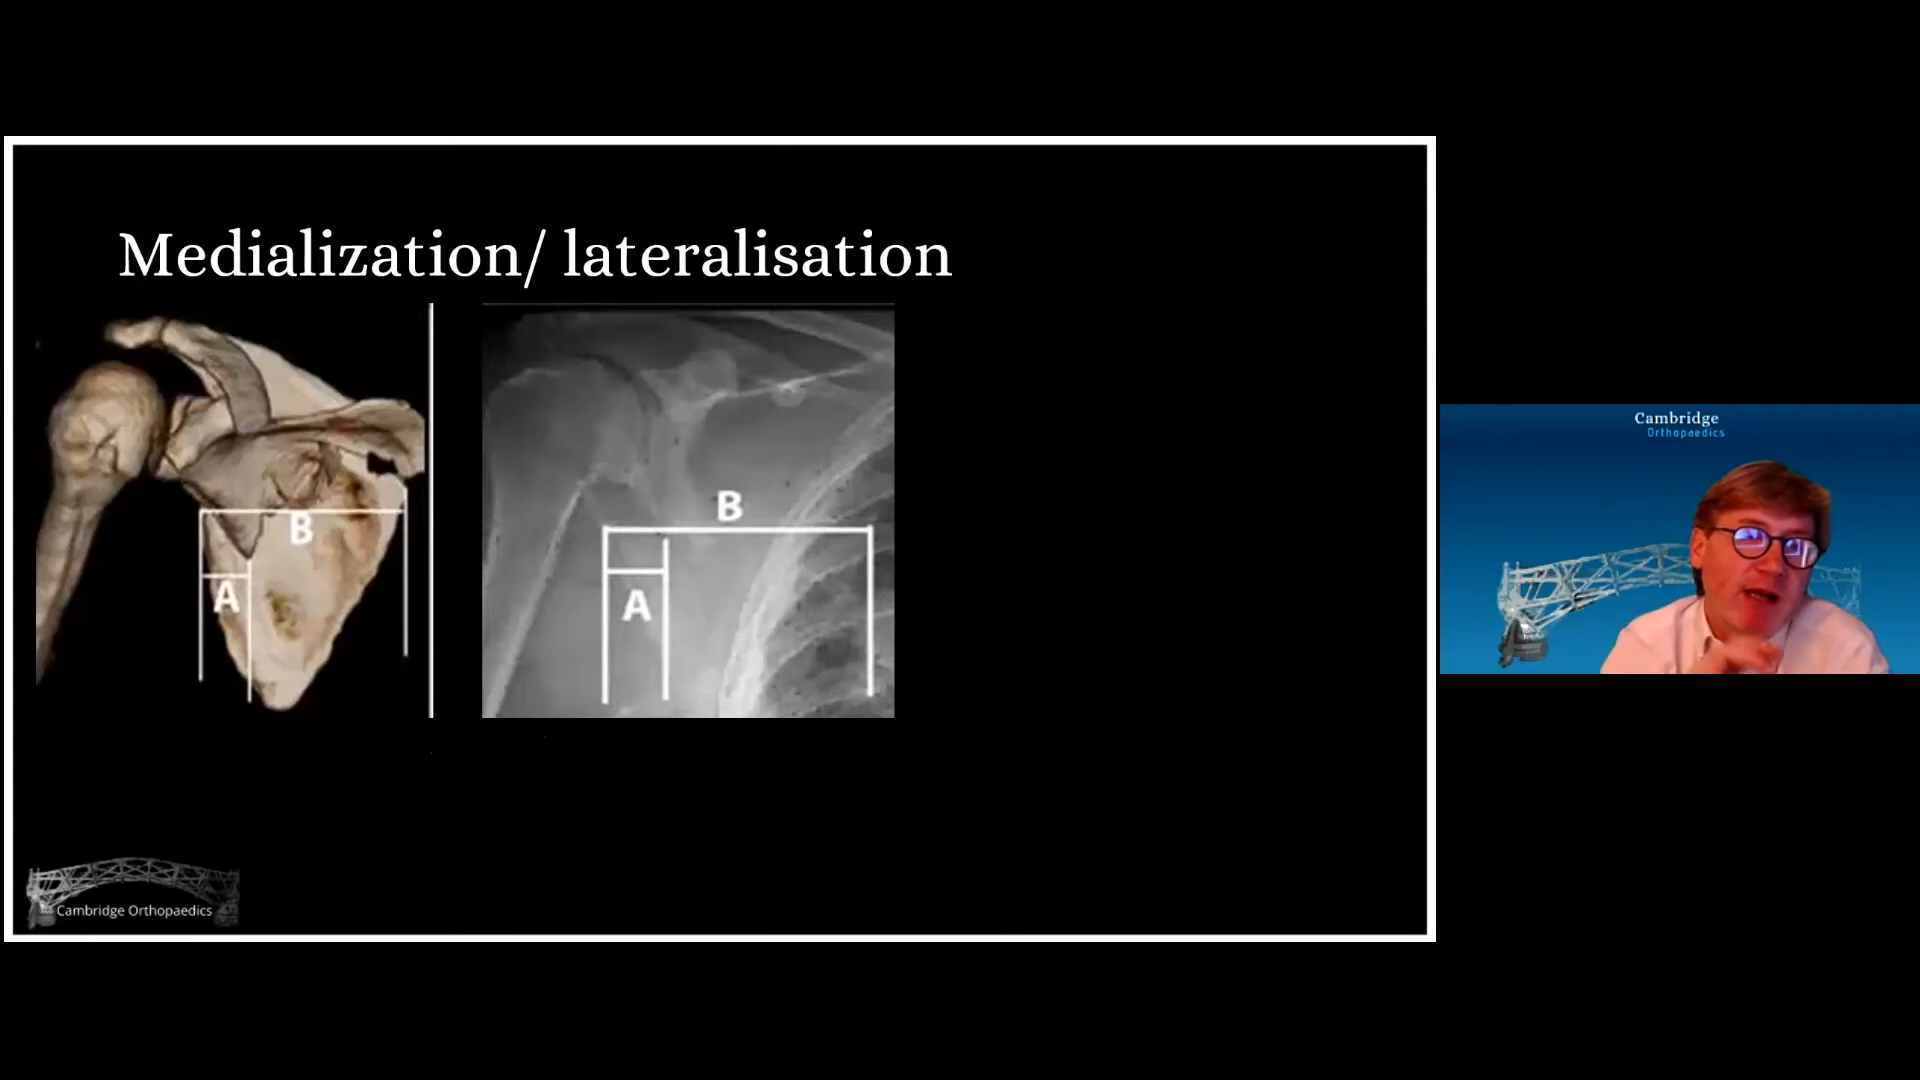 Medialization/ lateralisation
B
A
B
A
Cambridge Orthopaedics
Cambridge
Orthopaedics